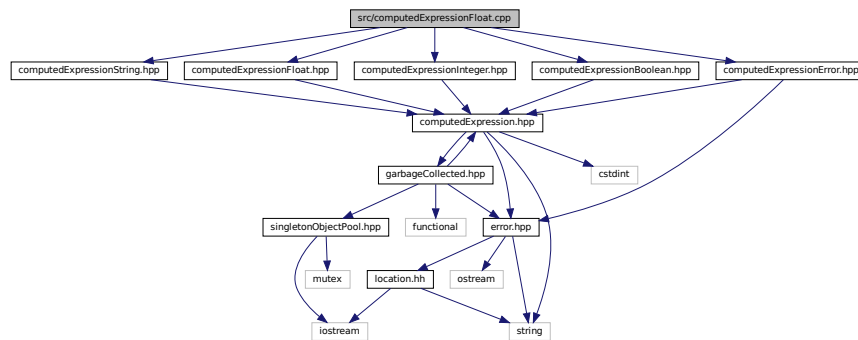 src/computedExpressionFloat.cpp
computedExpressionString.hpp
computedExpressionFloat.hpp
computedExpressionInteger.hpp
computedExpressionBoolean.hpp
computedExpressionError.hpp
computedExpression.hpp
garbageCollected.hpp
cstdint
singletonObjectPool.hpp
functional
error.hpp
mutex
location.hh
ostream
iostream
string